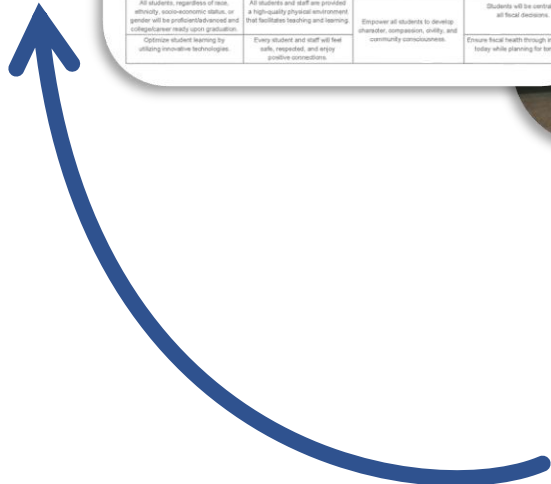 All students, regardless of race,
ethnicity, socio-economic status, or
gender will be proficient/advanced and
college/career ready upon graduation.
Optimize student learning by
utilizing innovative technologies.
All students and staff are provided
a high-quality physical environment
that facilitates teaching and learning.
Every student and staff will feel
safe, respected, and enjoy
positive connections.
Empower all students to develop
character, compassion, civility, and
community consciousness.
Students will be central
all fiscal decisions.
Ensure fiscal health through in
today while planning for